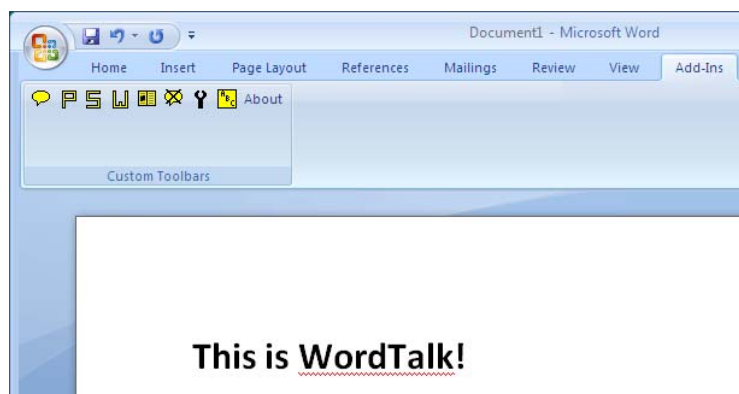 Document1 - Microsoft Word
Home Insert Page Layout References Mailings Review View Add-Ins
P S W ABC About
Custom Toolbars
This is WordTalk!